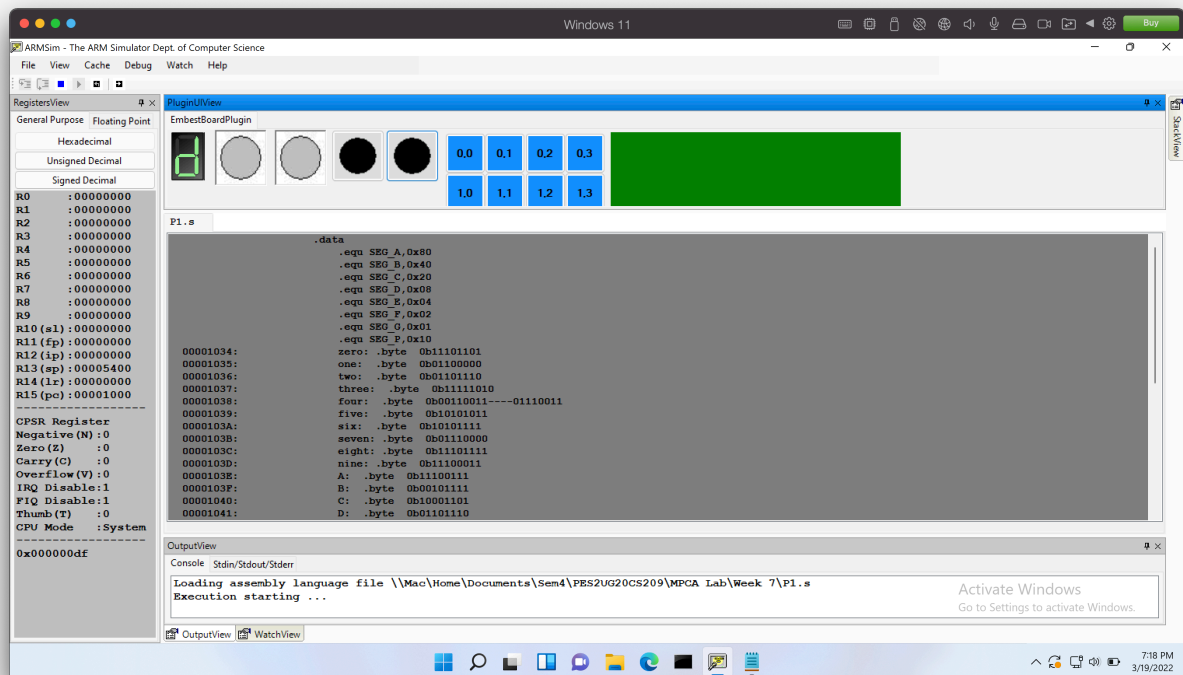 Windows 11
Buy
ARMSim - The ARM Simulator Dept. of Computer Science
File View Cache Debug Watch Help
RegistersView
General Purpose Floating Point
Hexadecimal
Unsigned Decimal
Signed Decimal
R0 :00000000
R1 :00000000
R2 :00000000
R3 :00000000
R4 :00000000
R5 :00000000
R6 :00000000
R7 :00000000
R8 :00000000
R9 :00000000
R10(sl):00000000
R11(fp):00000000
R12(ip):00000000
R13(sp):00005400
R14(lr):00000000
R15(pc):00001000
--------------------
CPSR Register
Negative(N):0
Zero(Z) :0
Carry(C) :0
Overflow(V):0
IRQ Disable:1
FIQ Disable:1
Thumb(T) :0
CPU Mode :System
--------------------
0x000000df
PluginUIView
EmbestBoardPlugin
d
0,0 0,1 0,2 0,3
1,0 1,1 1,2 1,3
StackView
P1.s
.data
.equ SEG_A,0x80
.equ SEG_B,0x40
.equ SEG_C,0x20
.equ SEG_D,0x08
.equ SEG_E,0x04
.equ SEG_F,0x02
.equ SEG_G,0x01
.equ SEG_P,0x10
00001034: zero: .byte 0b11101101
00001035: one: .byte 0b01100000
00001036: two: .byte 0b01101110
00001037: three: .byte 0b11111010
00001038: four: .byte 0b00110011----01110011
00001039: five: .byte 0b10101011
0000103A: six: .byte 0b10101111
0000103B: seven: .byte 0b01110000
0000103C: eight: .byte 0b11101111
0000103D: nine: .byte 0b11100011
0000103E: A: .byte 0b11100111
0000103F: B: .byte 0b00101111
00001040: C: .byte 0b10001101
00001041: D: .byte 0b01101110
OutputView
Console Stdin/Stdout/Stderr
Loading assembly language file \\Mac\Home\Documents\Sem4\PES2UG20CS209\MPCA Lab\Week 7\P1.s
Execution starting ...
Activate Windows
Go to Settings to activate Windows.
OutputView WatchView
7:18 PM
3/19/2022